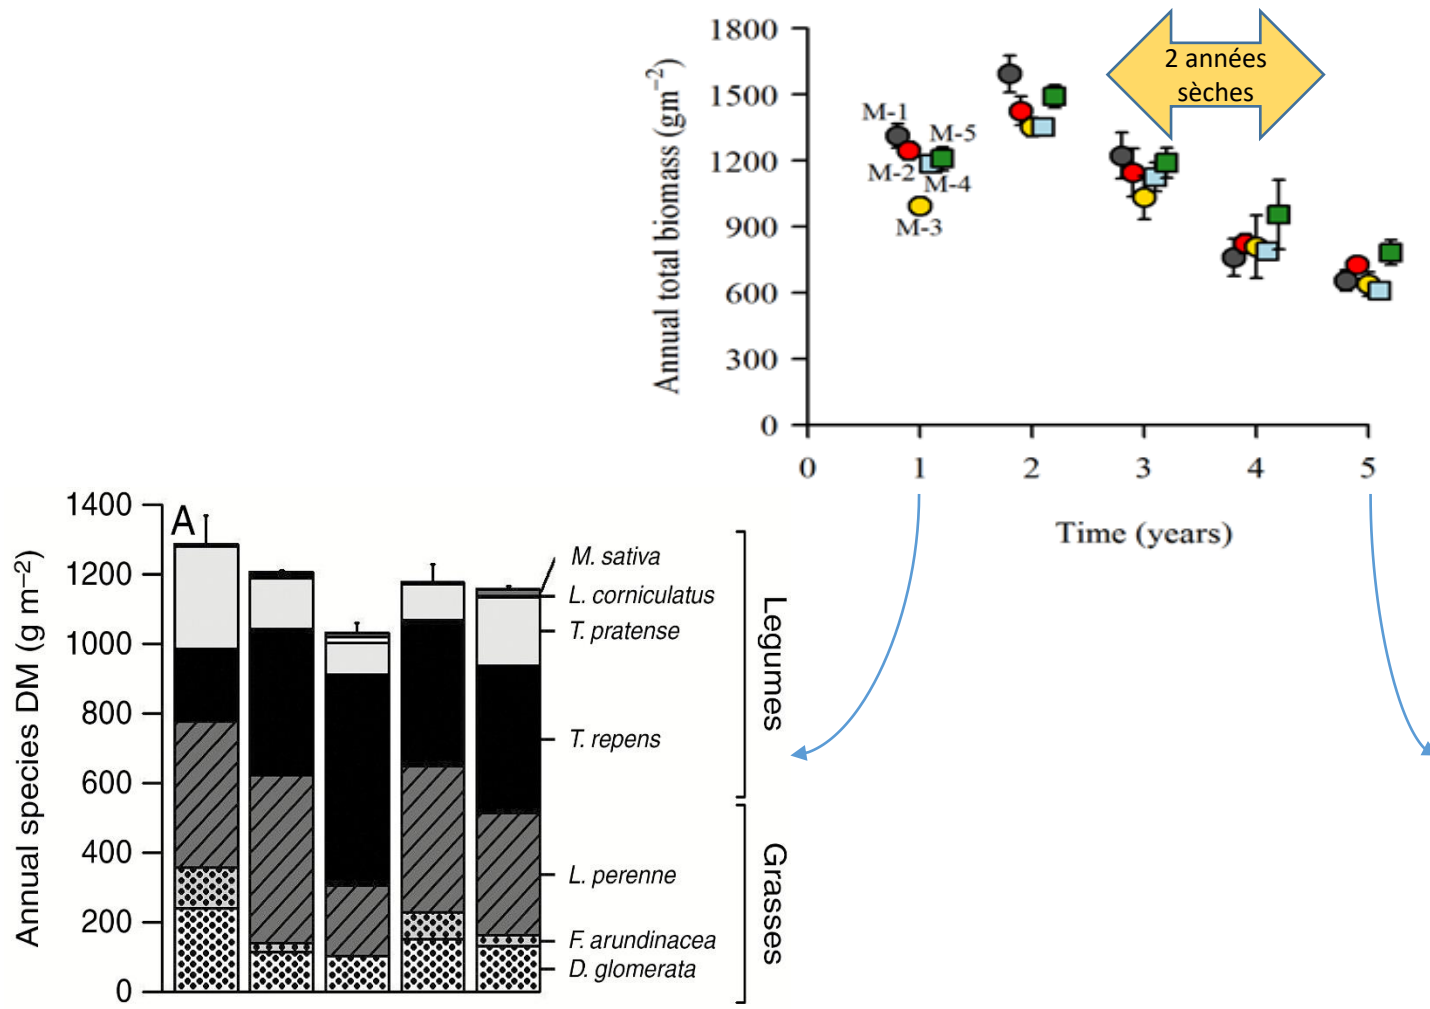 1800
1500
1200
900
600
300
0
Annual total biomass (gm⁻²)
2 années
sèches
M-1
M-5
M-2
M-4
M-3
0 1 2 3 4 5
Time (years)
1400
1200
1000
800
600
400
200
0
Annual species DM (g m⁻²)
A
M. sativa
L. corniculatus
T. pratense
T. repens
L. perenne
F. arundinacea
D. glomerata
Legumes
Grasses